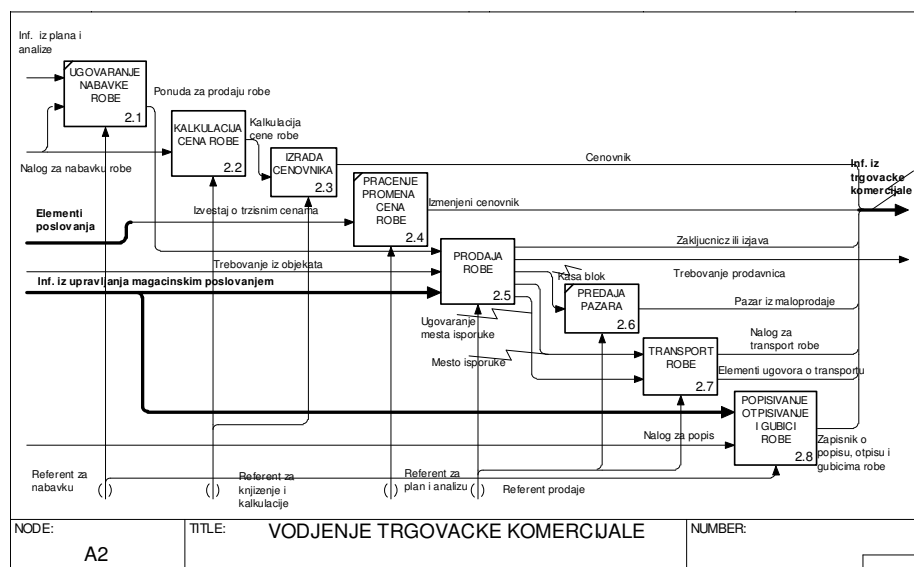 Inf. iz plana i
analize
UGOVARANJE
NABAVKE
ROBE
2.1
Ponuda za prodaju robe
KALKULACIJA
CENA ROBE
2.2
Kalkulacija
cene robe
Nalog za nabavku robe
IZRADA
CENOVNIKA
2.3
Cenovnik
Inf. iz
trgovacke
komercijale
PRACENJE
PROMENA
CENA
ROBE
2.4
Izvestaj o trzisnim cenama
Izmenjeni cenovnik
Elementi
poslovanja
PRODAJA
ROBE
2.5
Zakljucnicz ili izjava
Trebovanje iz objekata
Trebovanje prodavnica
Kasa blok
Inf. iz upravljanja magacinskim poslovanjem
PREDAJA
PAZARA
2.6
Pazar iz maloprodaje
Ugovaranje
mesta isporuke
Mesto isporuke
Nalog za
transport robe
TRANSPORT
ROBE
2.7
Elementi ugovora o transportu
POPISIVANJE
OTPISIVANJE
I GUBICI
ROBE
2.8
Nalog za popis
Zapisnik o
popisu, otpisu i
gubicima robe
Referent za
nabavku
Referent za
knjizenje i
kalkulacije
Referent za
plan i analizu
Referent prodaje
NODE:
A2
TITLE:
VODJENJE TRGOVACKE KOMERCIJALE
NUMBER: